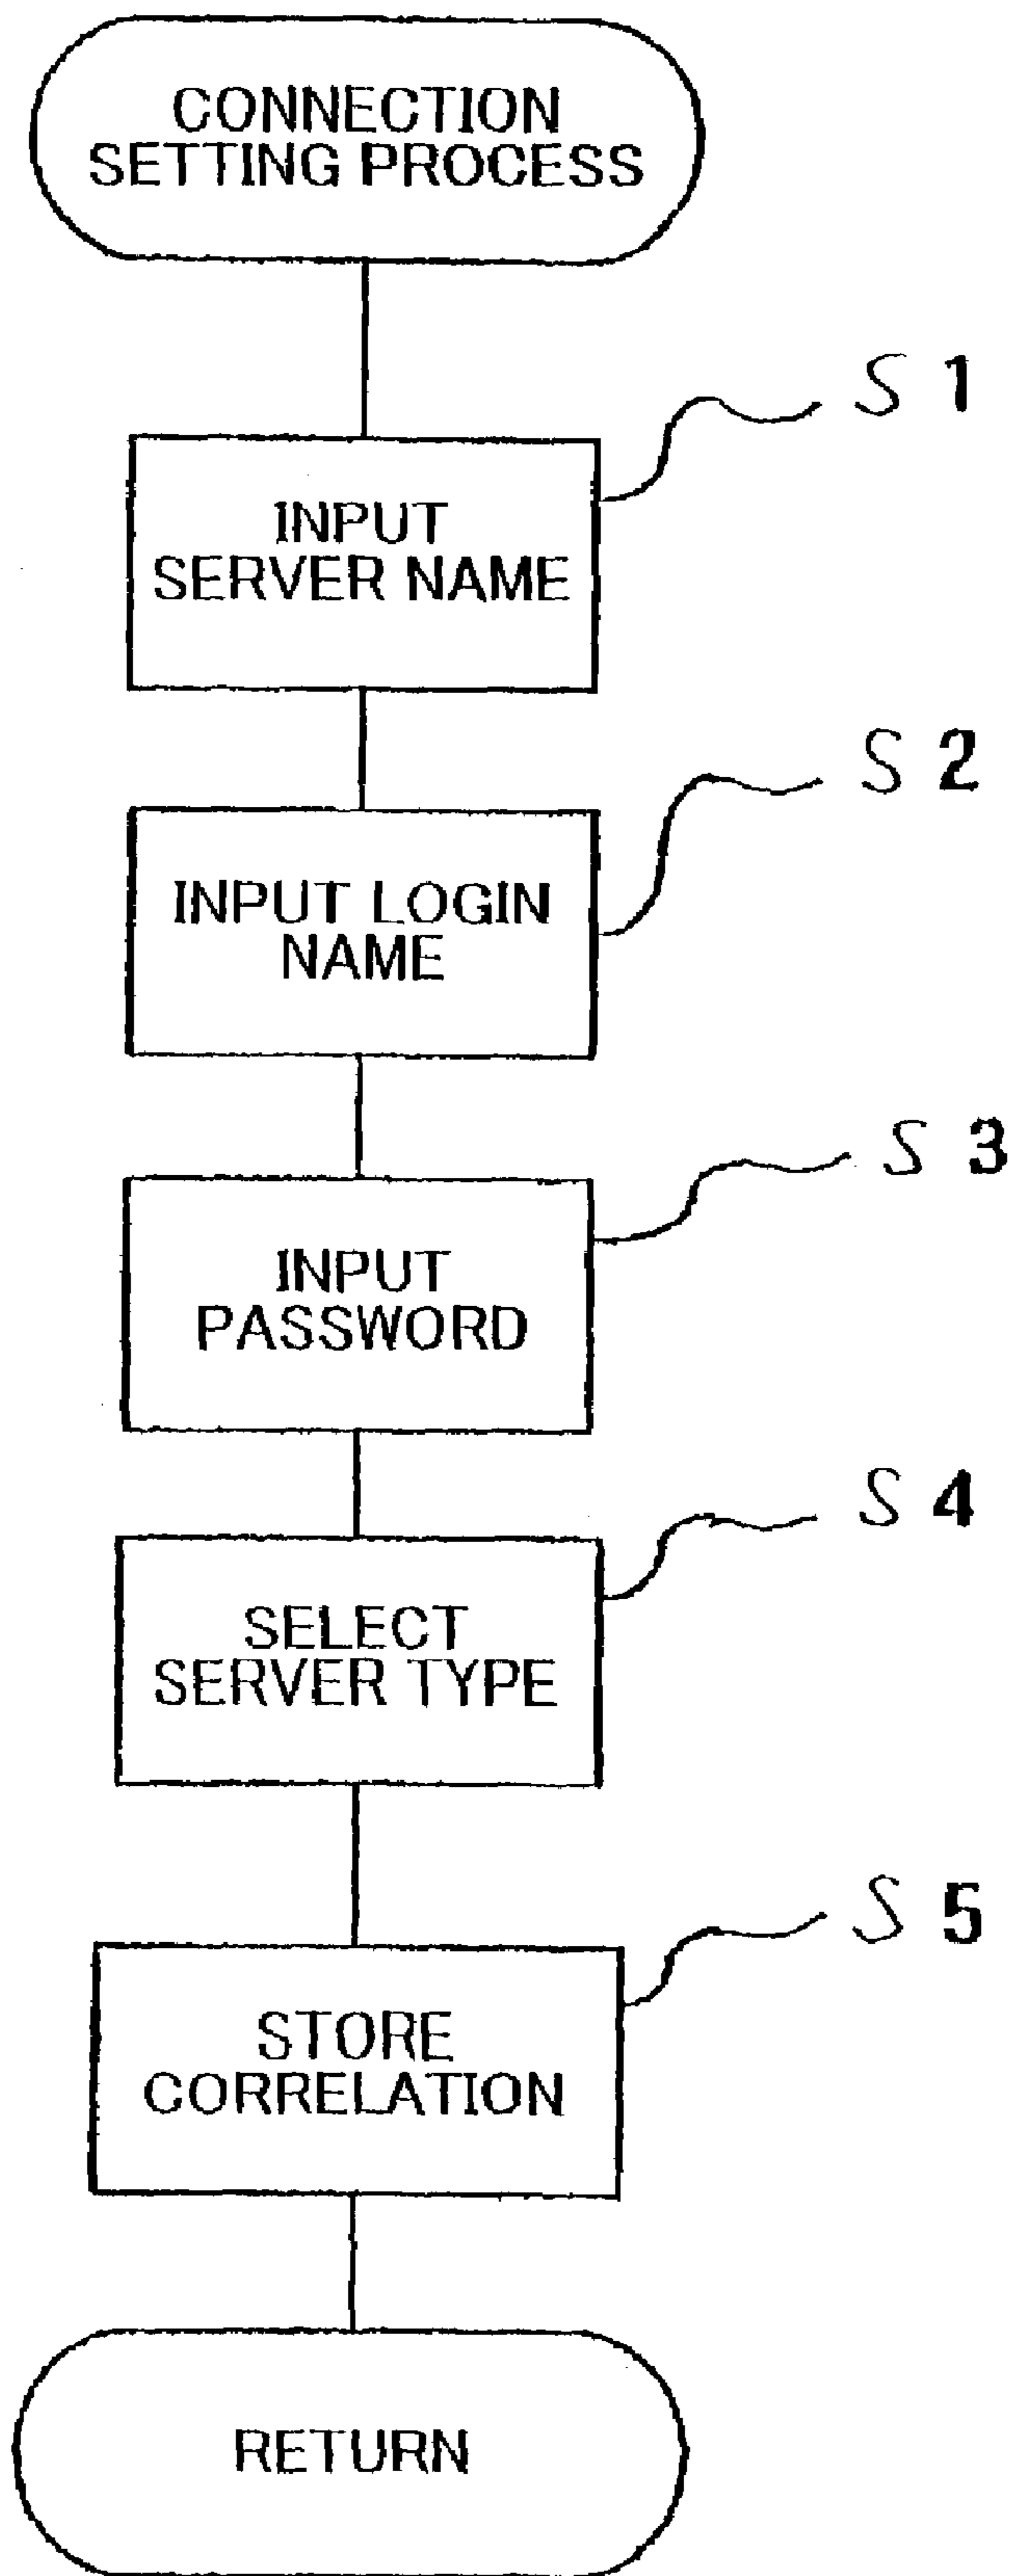 CONNECTION
SETTING PROCESS
S 1
INPUT
SERVER NAME
S 2
INPUT LOGIN
NAME
S 3
INPUT
PASSWORD
S 4
SELECT
SERVER TYPE
S 5
STORE
CORRELATION
RETURN